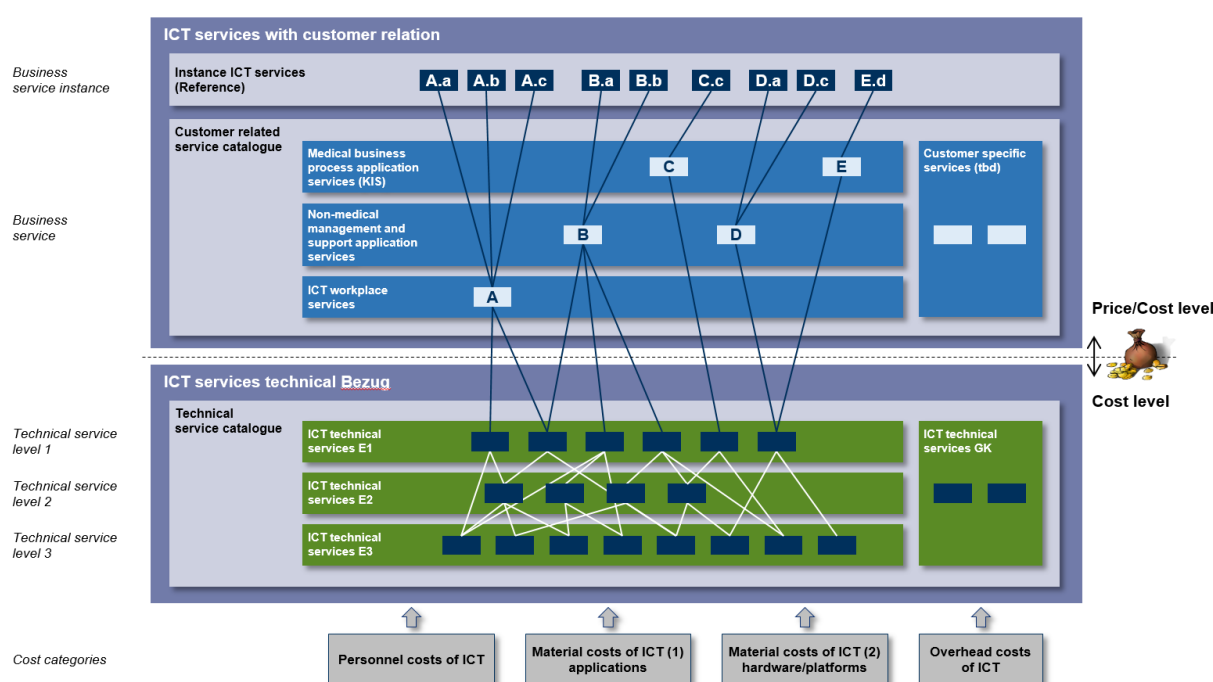 ICT services with customer relation
Business
service instance
Instance ICT services
(Reference)
A.a
A.b
A.c
B.a
B.b
C.c
D.a
D.c
E.d
Customer related
service catalogue
Medical business
process application
services (KIS)
C
E
Customer specific
services (tbd)
Business
service
Non-medical
management and
support application
services
B
D
ICT workplace
services
A
Price/Cost level
Cost level
ICT services technical Bezug
Technical
service catalogue
Technical service
level 1
ICT technical
services E1
ICT technical
services GK
Technical service
level 2
ICT technical
services E2
Technical service
level 3
ICT technical
services E3
Cost categories
Personnel costs of ICT
Material costs of ICT (1)
applications
Material costs of ICT (2)
hardware/platforms
Overhead costs
of ICT